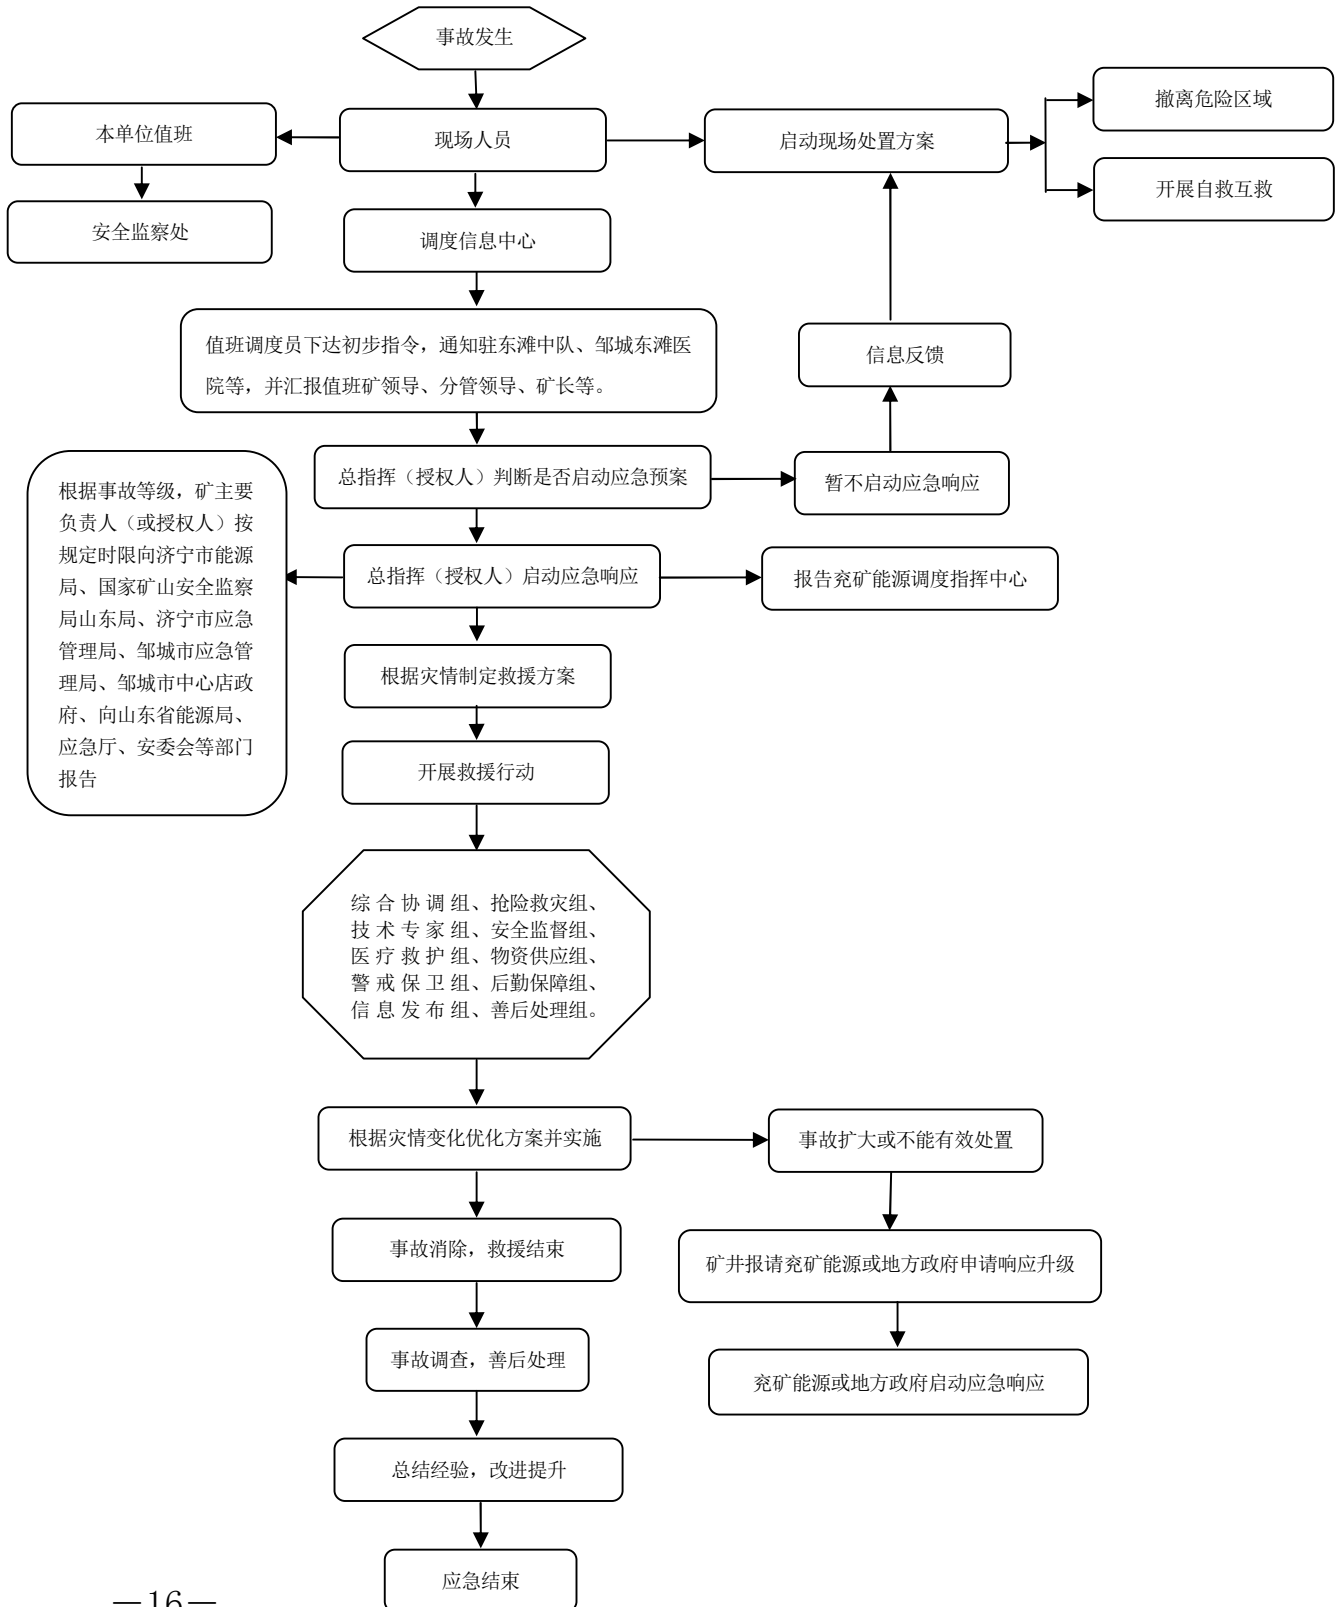 事故发生
撤离危险区域
本单位值班
现场人员
启动现场处置方案
开展自救互救
安全监察处
调度信息中心
值班调度员下达初步指令，通知驻东滩中队、邹城东滩医
院等，并汇报值班矿领导、分管领导、矿长等。
信息反馈
总指挥（授权人）判断是否启动应急预案
暂不启动应急响应
根据事故等级，矿主要
负责人（或授权人）按
规定时限向济宁市能源
局、国家矿山安全监察
局山东局、济宁市应急
管理局、邹城市应急管
理局、邹城市中心店政
府、向山东省能源局、
应急厅、安委会等部门
报告
总指挥（授权人）启动应急响应
报告兖矿能源调度指挥中心
根据灾情制定救援方案
开展救援行动
综合协调组、抢险救灾组、
技术专家组、安全监督组、
医疗救护组、物资供应组、
警戒保卫组、后勤保障组、
信息发布组、善后处理组。
根据灾情变化优化方案并实施
事故扩大或不能有效处置
事故消除，救援结束
矿井报请兖矿能源或地方政府申请响应升级
事故调查，善后处理
兖矿能源或地方政府启动应急响应
总结经验，改进提升
应急结束
—16—